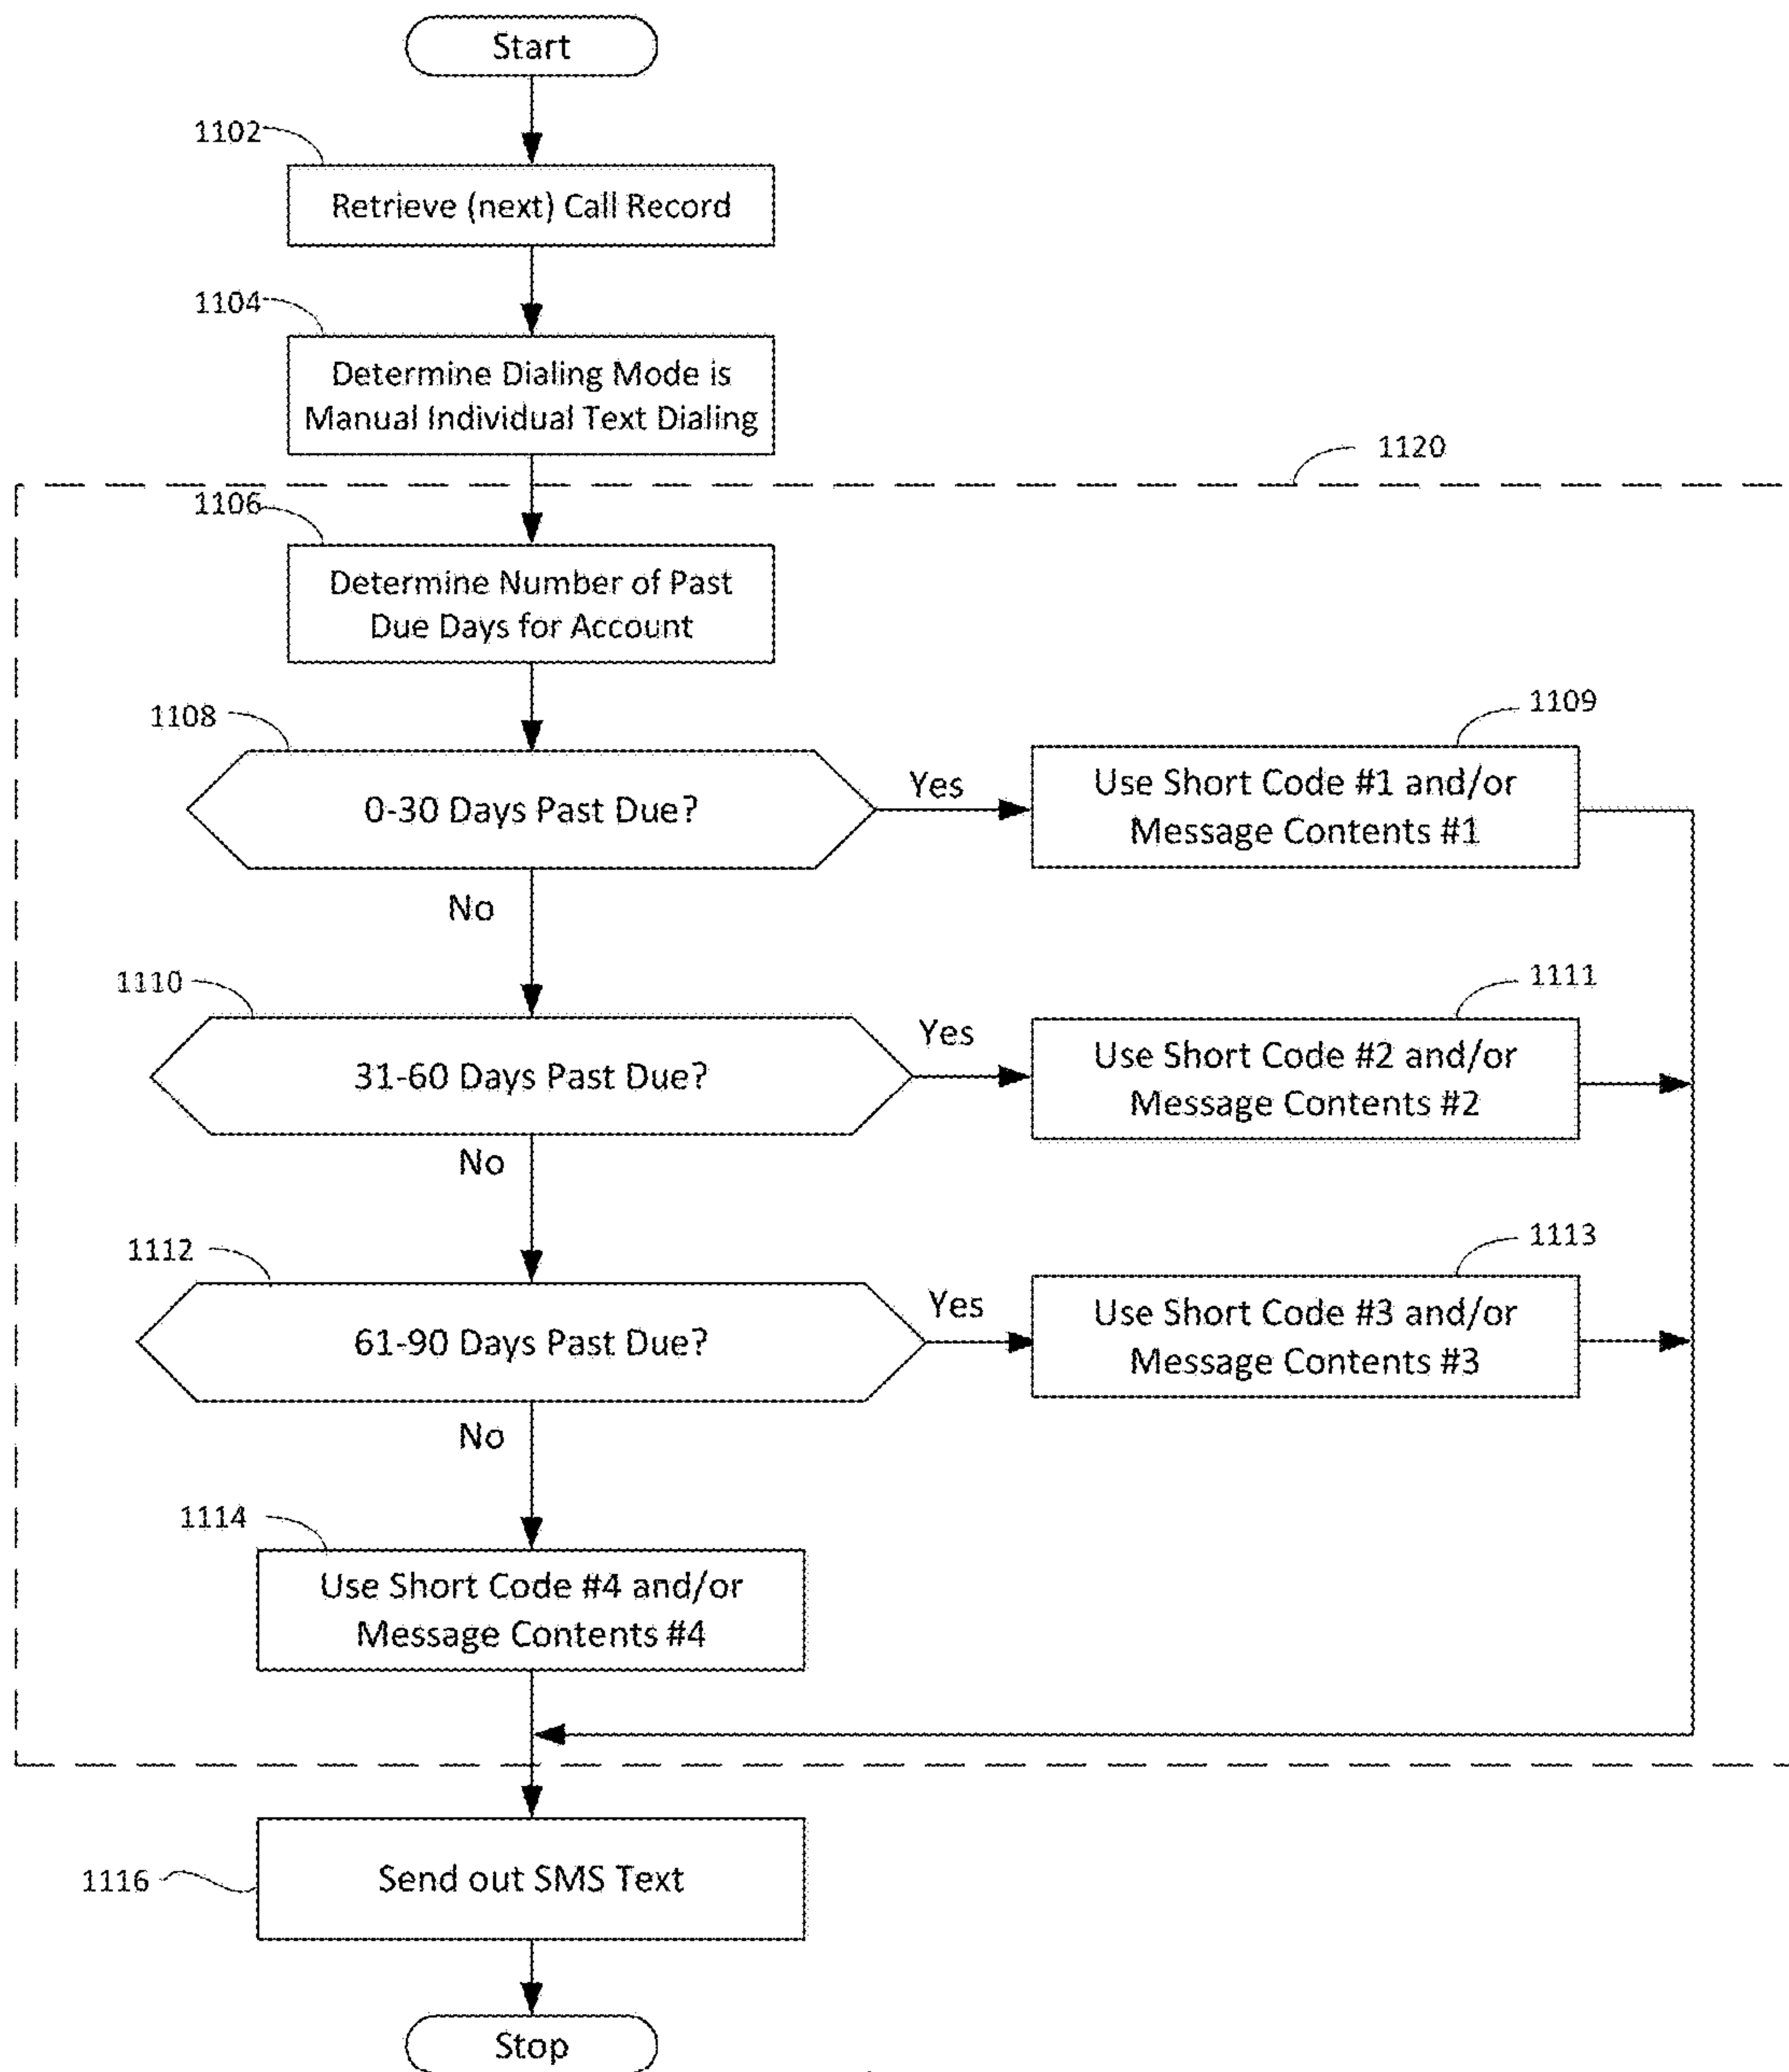 Start
1102
Retrieve (next) Call Record
1104
Determine Dialing Mode is
Manual Individual Text Dialing
1120
1106
Determine Number of Past
Due Days for Account
1108
0-30 Days Past Due?
Yes
1109
Use Short Code #1 and/or
Message Contents #1
No
1110
31-60 Days Past Due?
Yes
1111
Use Short Code #2 and/or
Message Contents #2
No
1112
61-90 Days Past Due?
Yes
1113
Use Short Code #3 and/or
Message Contents #3
No
1114
Use Short Code #4 and/or
Message Contents #4
1116
Send out SMS Text
Stop